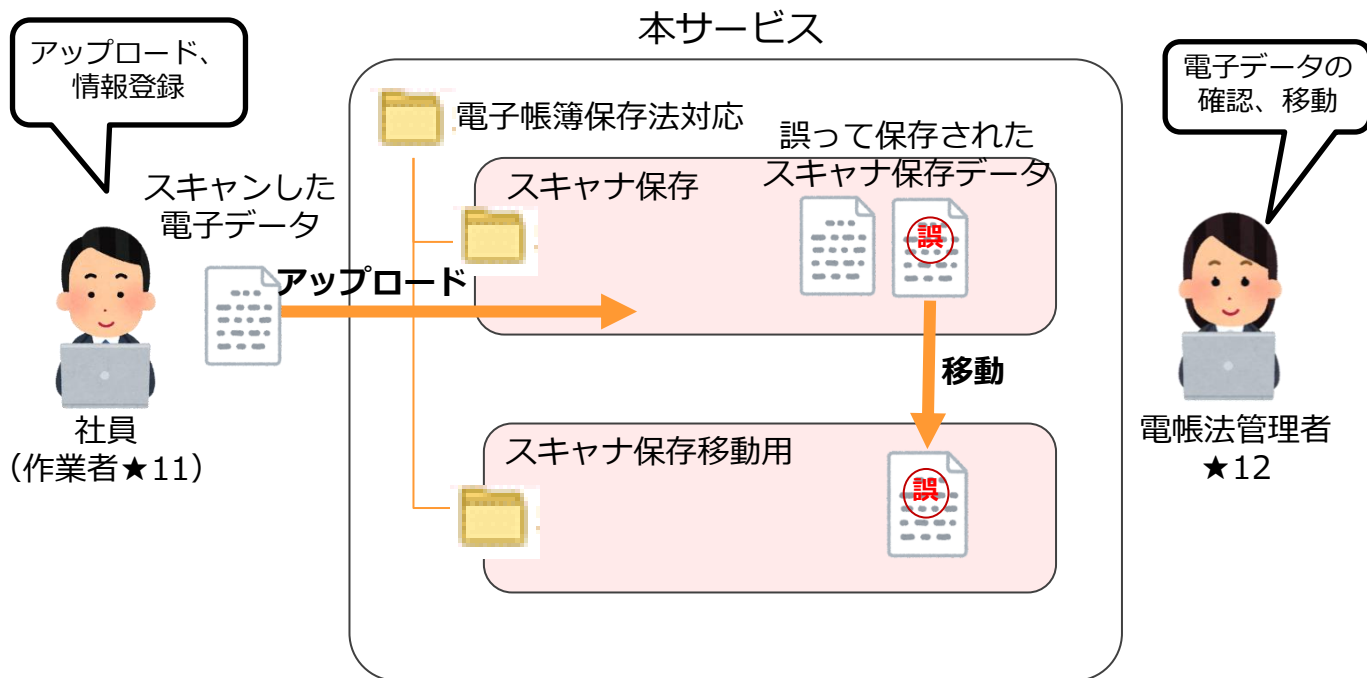 本サービス
アップロード、
情報登録
電子データの
確認、移動
電子帳簿保存法対応
誤って保存された
スキャナ保存データ
スキャナ保存
スキャンした
電子データ
誤
アップロード
移動
社員
（作業者★11）
電帳法管理者
★12
スキャナ保存移動用
誤